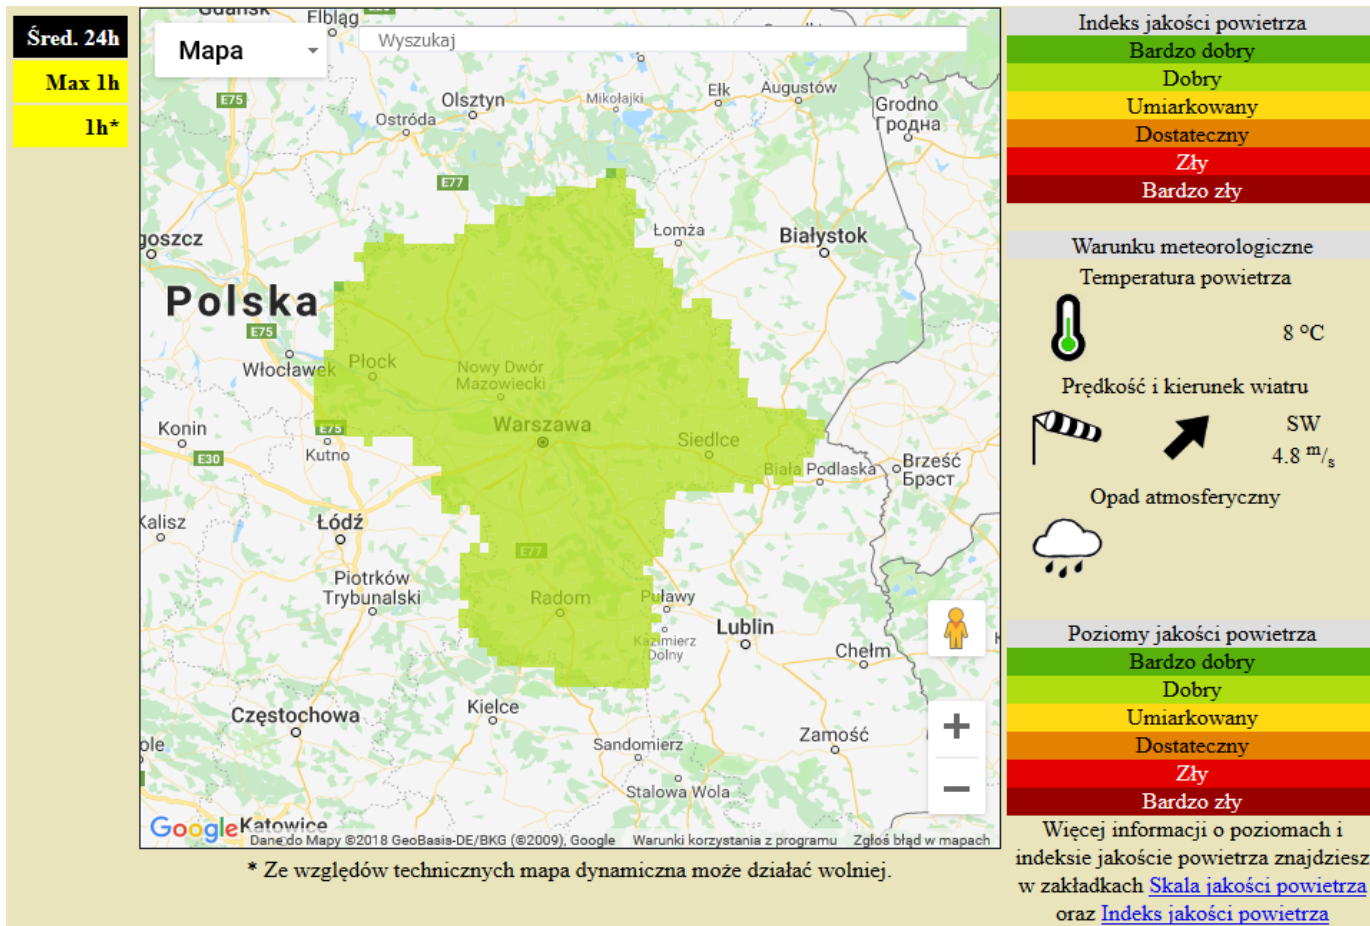 Śred. 24h
Max 1h
1h*
Mapa
Wyszukaj
Elbląg
E75
Olsztyn
Ostróda
Mikołajki
Ełk
Augustów
Grodno
Гродна
E77
Łomża
Białystok
goszcz
Polska
E75
Włocławek
Płock
Nowy Dwór
Mazowiecki
Warszawa
Siedlce
Konin
E75
Kutno
E30
Biała Podlaska
Brześć
Брэст
Kalisz
Łódź
E77
Piotrków
Trybunalski
Radom
Puławy
Kazimierz
Dolny
Lublin
Chełm
Kielce
Częstochowa
Sandomierz
Zamość
Stalowa Wola
ole
Google
Katowice
Dane do Mapy ©2018 GeoBasis-DE/BKG (©2009), Google
Warunki korzystania z programu
Zgłoś błąd w mapach
* Ze względów technicznych mapa dynamiczna może działać wolniej.
Indeks jakości powietrza
Bardzo dobry
Dobry
Umiarkowany
Dostateczny
Zły
Bardzo zły
Warunku meteorologiczne
Temperatura powietrza
8 °C
Prędkość i kierunek wiatru
SW
4.8 m/s
Opad atmosferyczny
Poziomy jakości powietrza
Bardzo dobry
Dobry
Umiarkowany
Dostateczny
Zły
Bardzo zły
Więcej informacji o poziomach i
indeksie jakoście powietrza znajdziesz
w zakładkach Skala jakości powietrza
oraz Indeks jakości powietrza